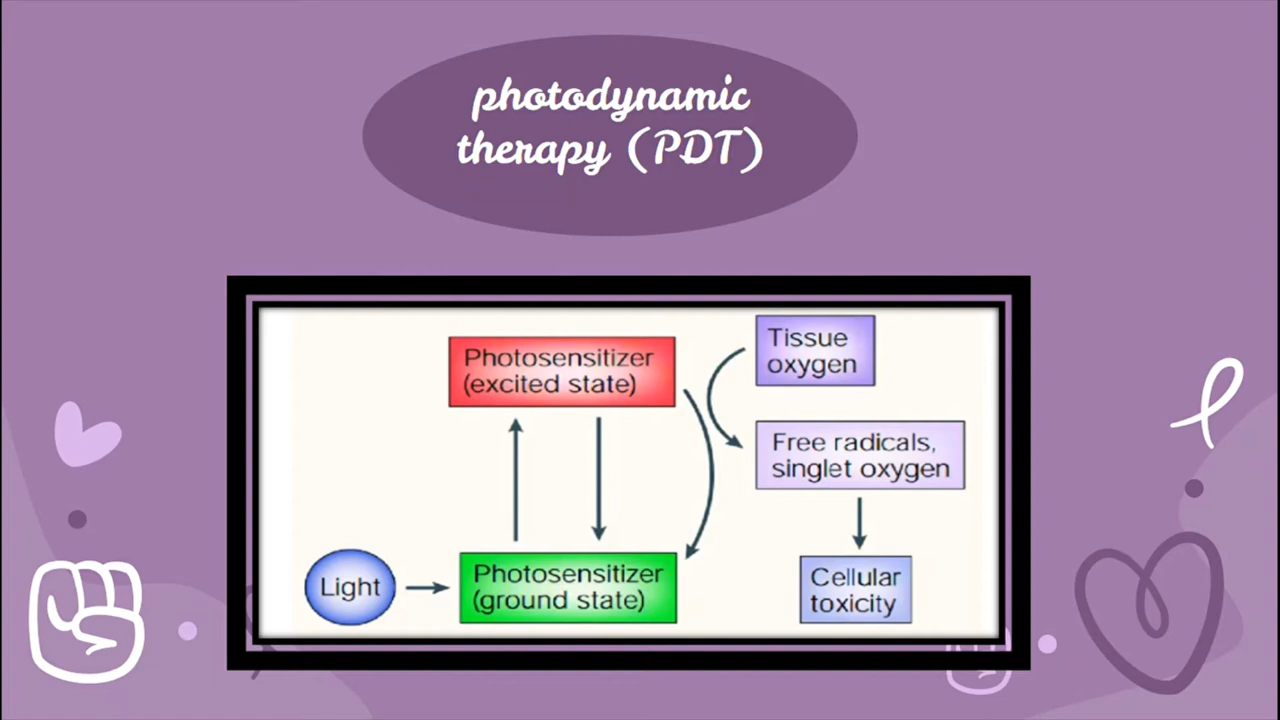 photodynamic
therapy (PDT)
Photosensitizer
(excited state)
Tissue
oxygen
Free radicals,
singlet oxygen
Light
Photosensitizer
(ground state)
Cellular
toxicity